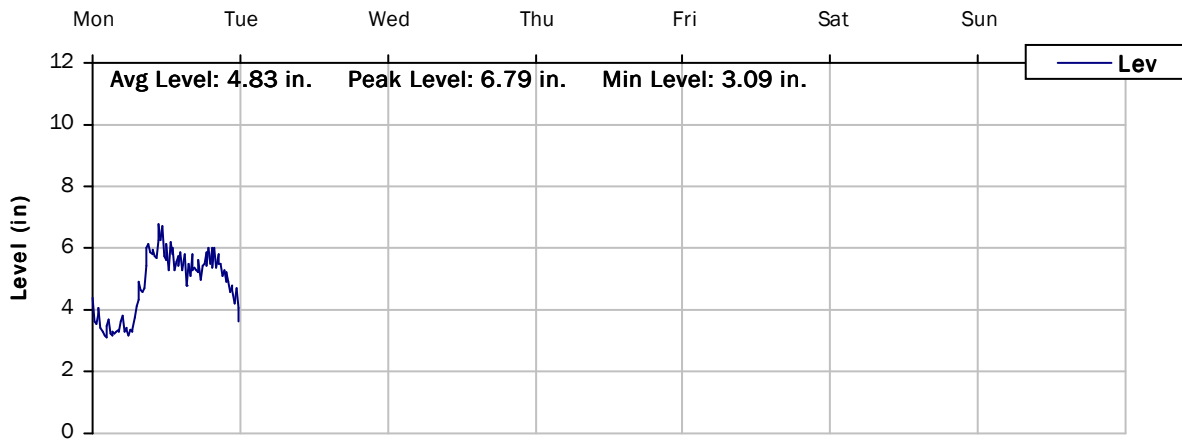 Mon Tue Wed Thu Fri Sat Sun
12
Avg Level: 4.83 in. Peak Level: 6.79 in. Min Level: 3.09 in.
Lev
10
8
6
4
2
0
Level (in)